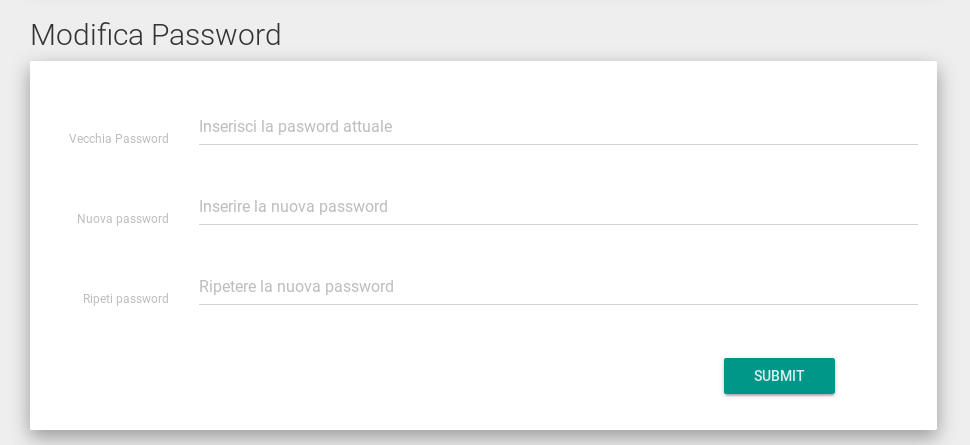 Modifica Password
Vecchia Password
Inserisci la pasword attuale
Nuova password
Inserire la nuova password
Ripeti password
Ripetere la nuova password
SUBMIT